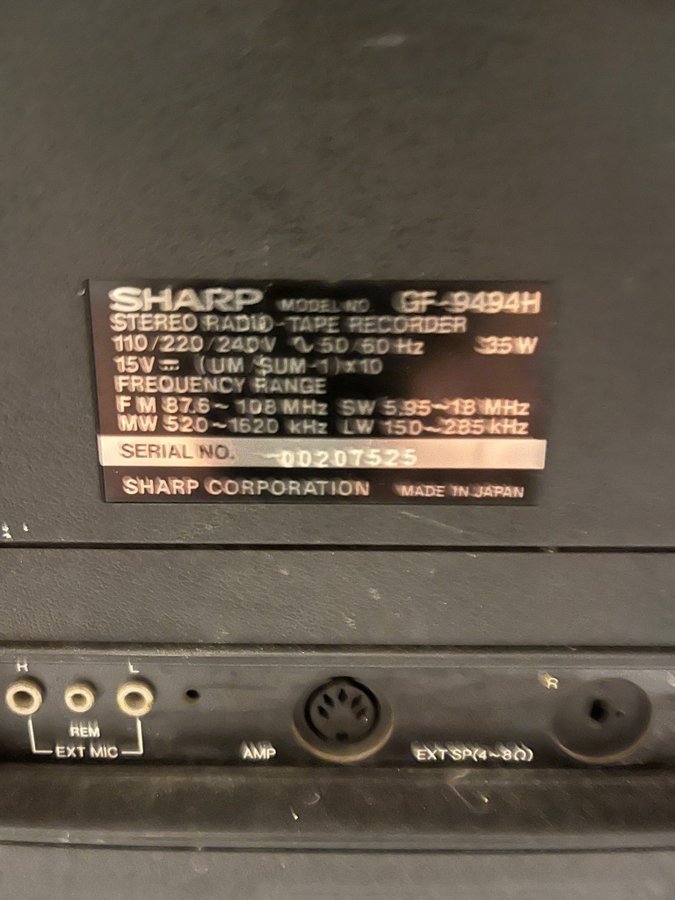 SHARP MODEL NO. GF-9494H
STEREO RADIO-TAPE RECORDER
110/220/240V ∿ 50/60 Hz 35W
15V⎓ (UM/SUM-1)x10
FREQUENCY RANGE
FM 87.6~108 MHz SW 5.95~18 MHz
MW 520~1620 kHz LW 150~285 kHz
SERIAL NO. 00207525
SHARP CORPORATION MADE IN JAPAN
R L R
REM
EXT MIC AMP EXT SP(4~8Ω)